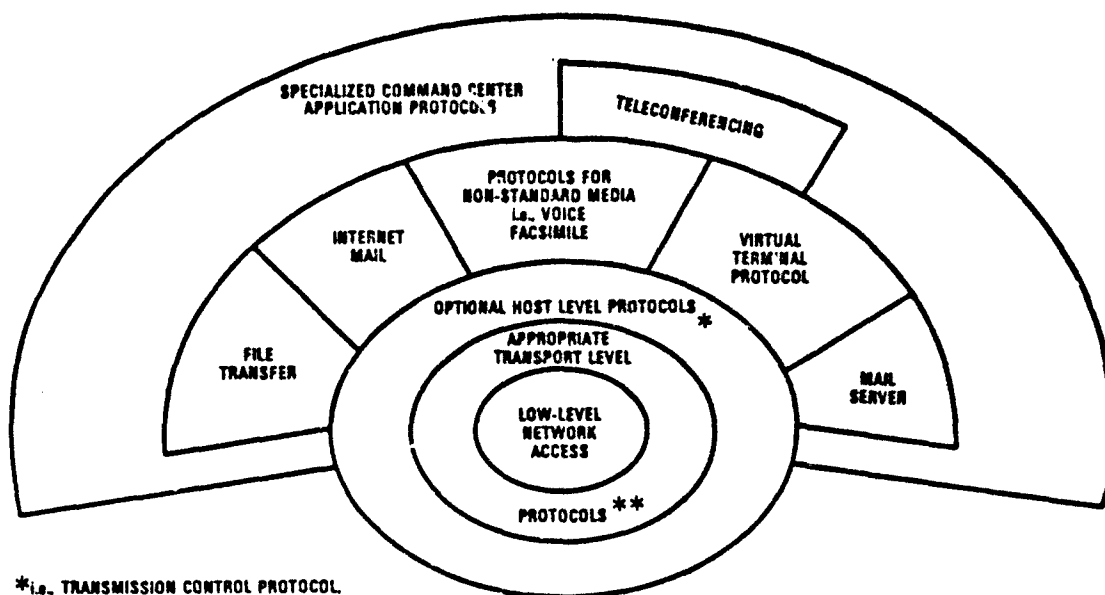 SPECIALIZED COMMAND CENTER
APPLICATION PROTOCOLS
TELECONFERENCING
PROTOCOLS FOR
NON-STANDARD MEDIA
i.e., VOICE
FACSIMILE
INTERNET
MAIL
VIRTUAL
TERMINAL
PROTOCOL
OPTIONAL HOST LEVEL PROTOCOLS *
FILE
TRANSFER
APPROPRIATE
TRANSPORT LEVEL
MAIL
SERVER
LOW-LEVEL
NETWORK
ACCESS
PROTOCOLS **
*i.e., TRANSMISSION CONTROL PROTOCOL.